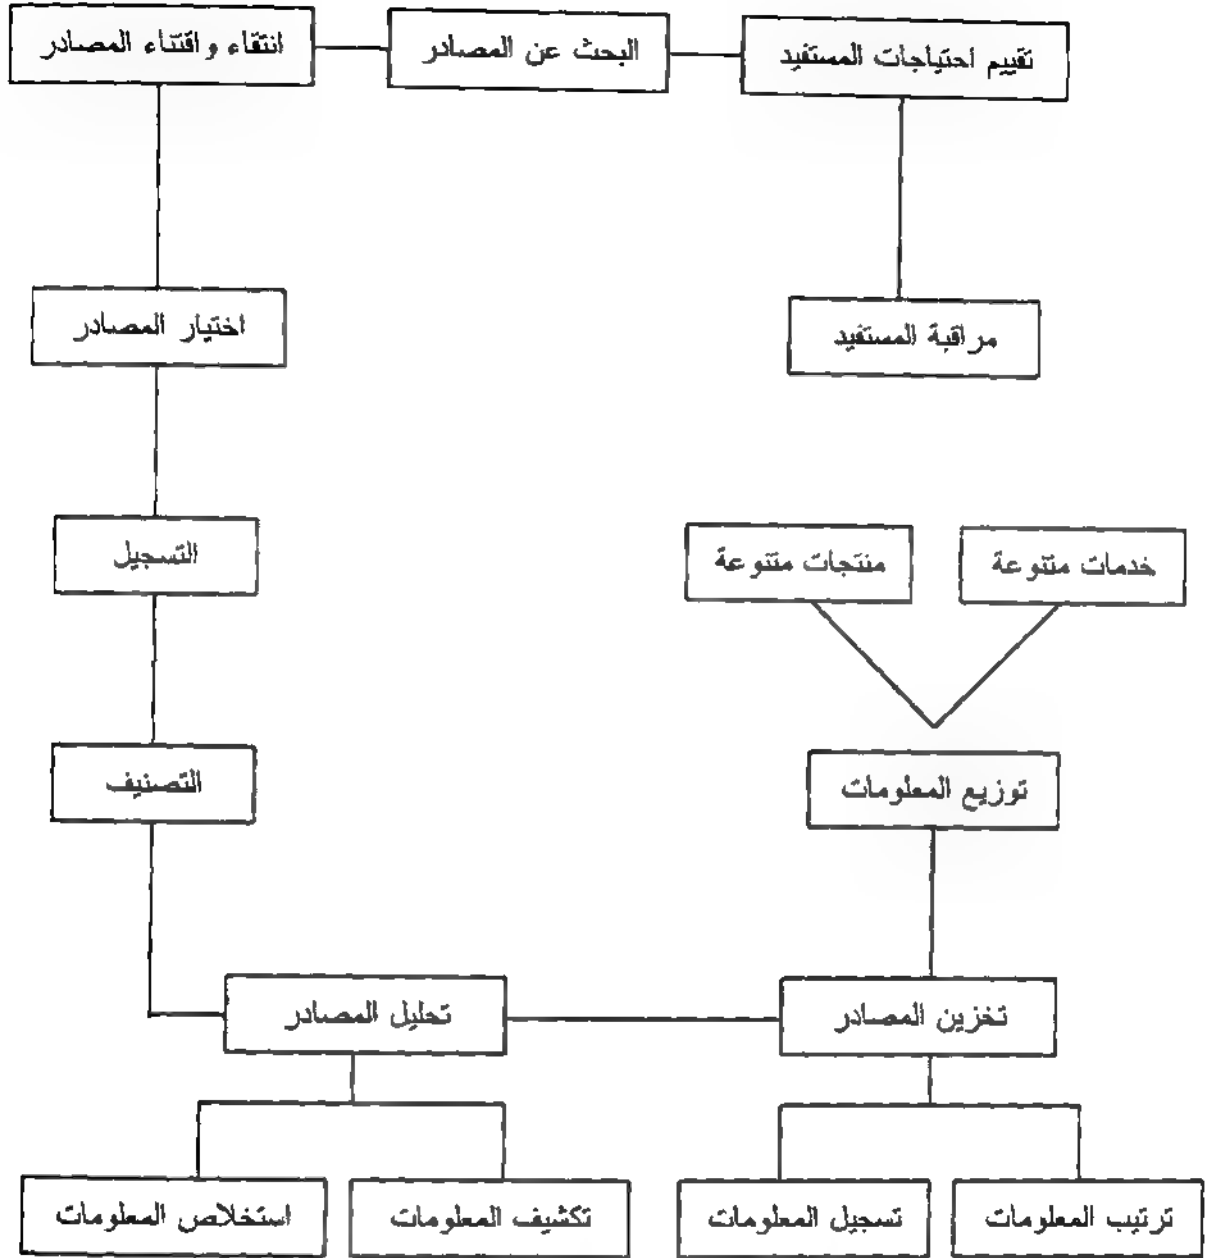 تقييم احتياجات المستفيد
البحث عن المصادر
انتقاء واقتناء المصادر
مراقبة المستفيد
اختيار المصادر
خدمات متنوعة
منتجات متنوعة
التسجيل
توزيع المعلومات
التصنيف
تخزين المصادر
تحليل المصادر
ترتيب المعلومات
تسجيل المعلومات
تكشيف المعلومات
استخلاص المعلومات